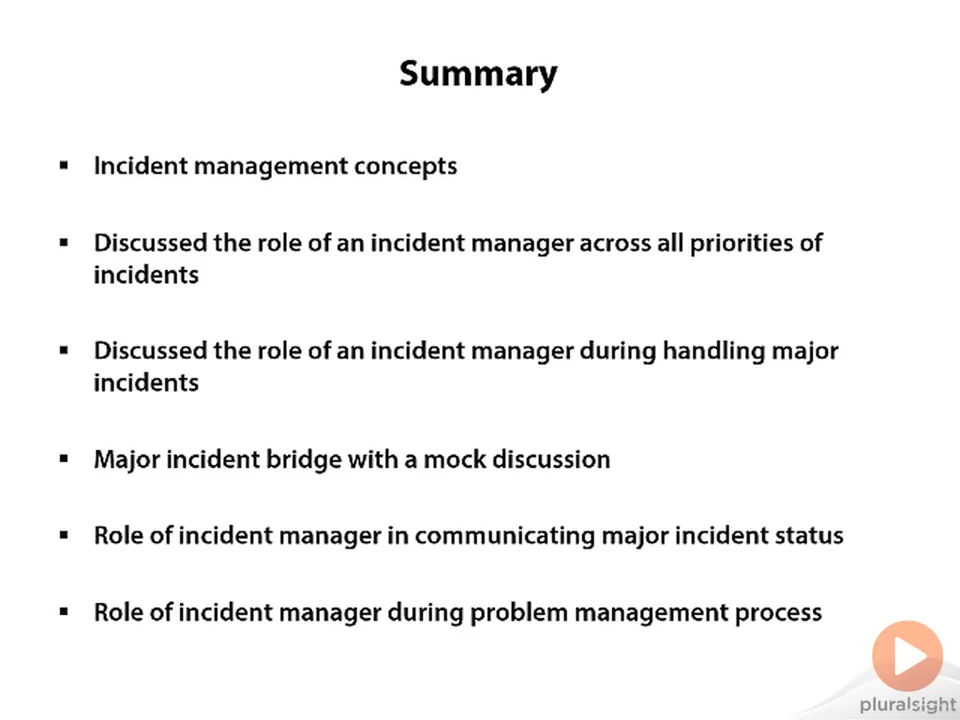 Summary
▪ Incident management concepts
▪ Discussed the role of an incident manager across all priorities of
incidents
▪ Discussed the role of an incident manager during handling major
incidents
▪ Major incident bridge with a mock discussion
▪ Role of incident manager in communicating major incident status
▪ Role of incident manager during problem management process
pluralsight